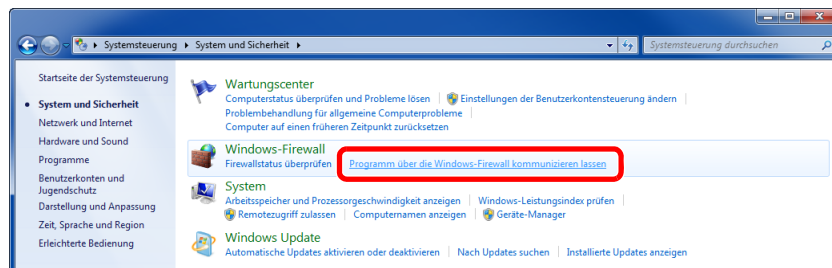 Systemsteuerung ▸ System und Sicherheit ▸
Systemsteuerung durchsuchen
Startseite der Systemsteuerung
System und Sicherheit
Netzwerk und Internet
Hardware und Sound
Programme
Benutzerkonten und
Jugendschutz
Darstellung und Anpassung
Zeit, Sprache und Region
Erleichterte Bedienung
Wartungscenter
Computerstatus überprüfen und Probleme lösen | Einstellungen der Benutzerkontensteuerung ändern
Problembehandlung für allgemeine Computerprobleme
Computer auf einen früheren Zeitpunkt zurücksetzen
Windows-Firewall
Firewallstatus überprüfen | Programm über die Windows-Firewall kommunizieren lassen
System
Arbeitsspeicher und Prozessorgeschwindigkeit anzeigen | Windows-Leistungsindex prüfen
Remotezugriff zulassen | Computernamen anzeigen | Geräte-Manager
Windows Update
Automatische Updates aktivieren oder deaktivieren | Nach Updates suchen | Installierte Updates anzeigen